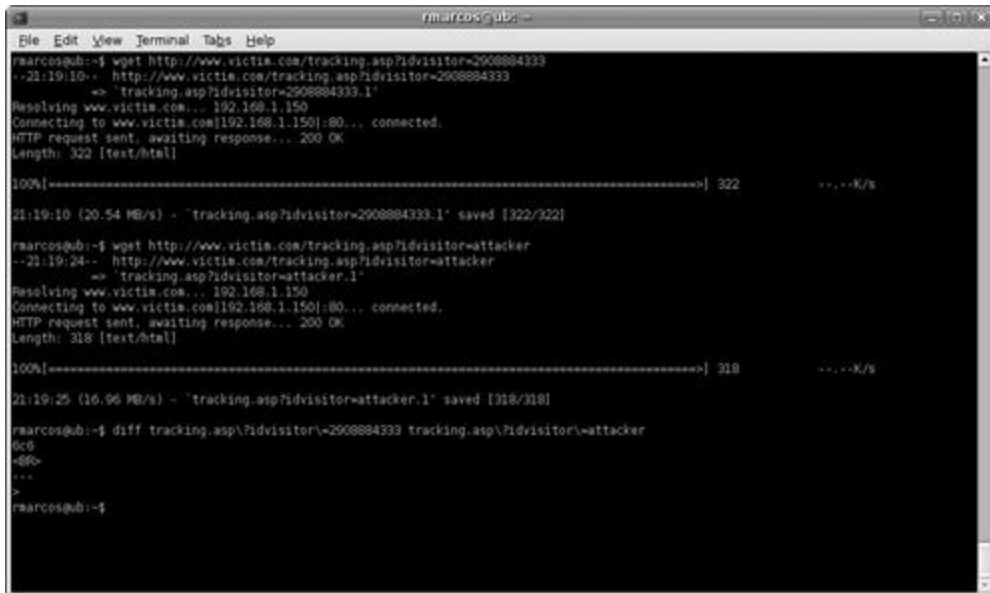 rmarcos@ub: ~
File Edit View Terminal Tabs Help
rmarcos@ub:~$ wget http://www.victim.com/tracking.asp?idvisitor=2908884333
--21:19:10-- http://www.victim.com/tracking.asp?idvisitor=2908884333
=> `tracking.asp?idvisitor=2908884333.1'
Resolving www.victim.com... 192.168.1.150
Connecting to www.victim.com|192.168.1.150|:80... connected.
HTTP request sent, awaiting response... 200 OK
Length: 322 [text/html]
100%[=====================================================================================>] 322 --.--K/s
21:19:10 (20.54 MB/s) - `tracking.asp?idvisitor=2908884333.1' saved [322/322]
rmarcos@ub:~$ wget http://www.victim.com/tracking.asp?idvisitor=attacker
--21:19:24-- http://www.victim.com/tracking.asp?idvisitor=attacker
=> `tracking.asp?idvisitor=attacker.1'
Resolving www.victim.com... 192.168.1.150
Connecting to www.victim.com|192.168.1.150|:80... connected.
HTTP request sent, awaiting response... 200 OK
Length: 318 [text/html]
100%[=====================================================================================>] 318 --.--K/s
21:19:25 (16.96 MB/s) - `tracking.asp?idvisitor=attacker.1' saved [318/318]
rmarcos@ub:~$ diff tracking.asp\?idvisitor\=2908884333 tracking.asp\?idvisitor\=attacker
6c6
<BR>
---
>
rmarcos@ub:~$